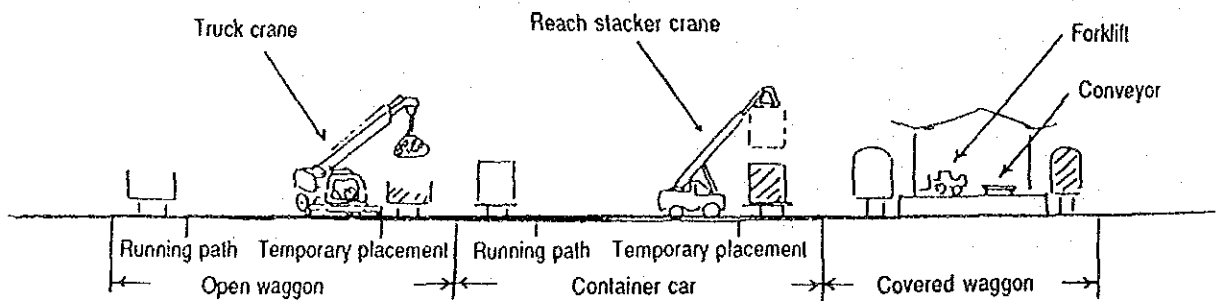 Truck crane
Reach stacker crane
Forklift
Conveyor
Running path
Temporary placement
Running path
Temporary placement
Open waggon
Container car
Covered waggon